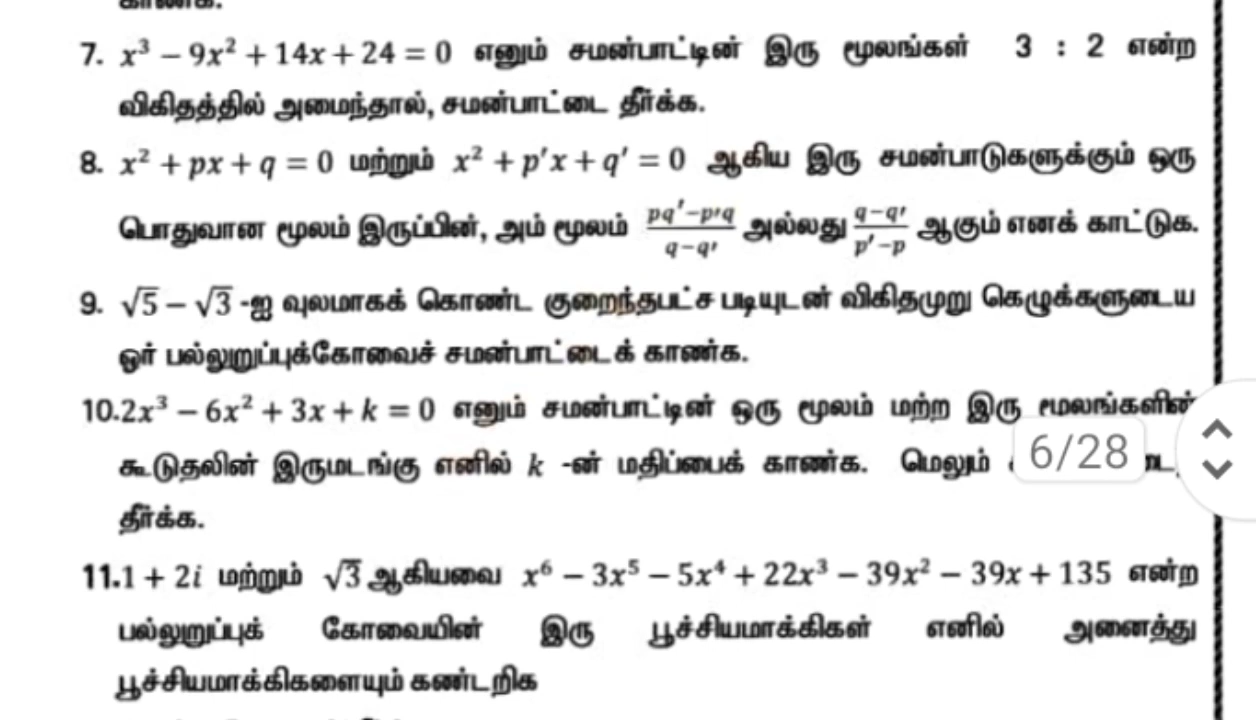 7. x³ − 9x² + 14x + 24 = 0 எனும் சமன்பாட்டின் இரு மூலங்கள் 3 : 2 என்ற
விகிதத்தில் அமைந்தால், சமன்பாட்டை தீர்க்க.
8. x² + px + q = 0 மற்றும் x² + p′x + q′ = 0 ஆகிய இரு சமன்பாடுகளுக்கும் ஒரு
பொதுவான மூலம் இருப்பின், அம் மூலம் (pq′−p′q)/(q−q′) அல்லது (q−q′)/(p′−p) ஆகும் எனக் காட்டுக.
9. √5 − √3 -ஐ மூலமாகக் கொண்ட குறைந்தபட்ச படியுடன் விகிதமுறு கெழுக்களுடைய
ஓர் பல்லுறுப்புக்கோவைச் சமன்பாட்டைக் காண்க.
10.2x³ − 6x² + 3x + k = 0 எனும் சமன்பாட்டின் ஒரு மூலம் மற்ற இரு மூலங்களின்
கூடுதலின் இருமடங்கு எனில் k -ன் மதிப்பைக் காண்க. மெலும் 6/28
தீர்க்க.
11.1 + 2i மற்றும் √3 ஆகியவை x⁶ − 3x⁵ − 5x⁴ + 22x³ − 39x² − 39x + 135 என்ற
பல்லுறுப்புக் கோவையின் இரு பூச்சியமாக்கிகள் எனில் அனைத்து
பூச்சியமாக்கிகளையும் கண்டறிக